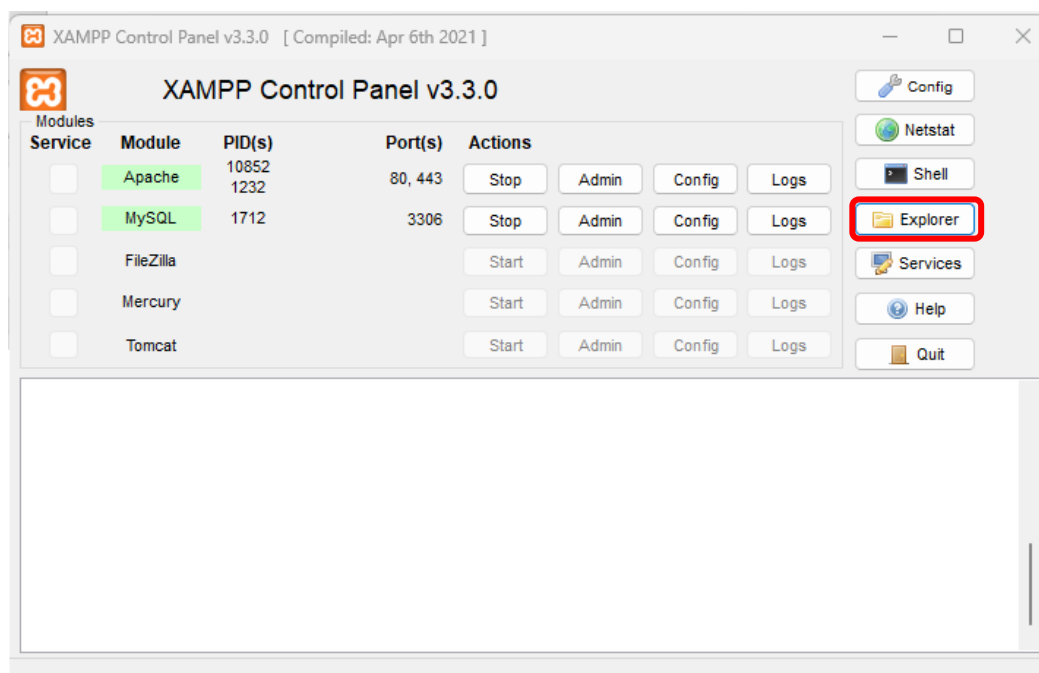 XAMPP Control Panel v3.3.0 [ Compiled: Apr 6th 2021 ]
XAMPP Control Panel v3.3.0
Config
Modules
Netstat
Service Module PID(s) Port(s) Actions
Apache 10852 1232 80, 443 Stop Admin Config Logs
Shell
MySQL 1712 3306 Stop Admin Config Logs
Explorer
FileZilla Start Admin Config Logs
Services
Mercury Start Admin Config Logs
Help
Tomcat Start Admin Config Logs
Quit